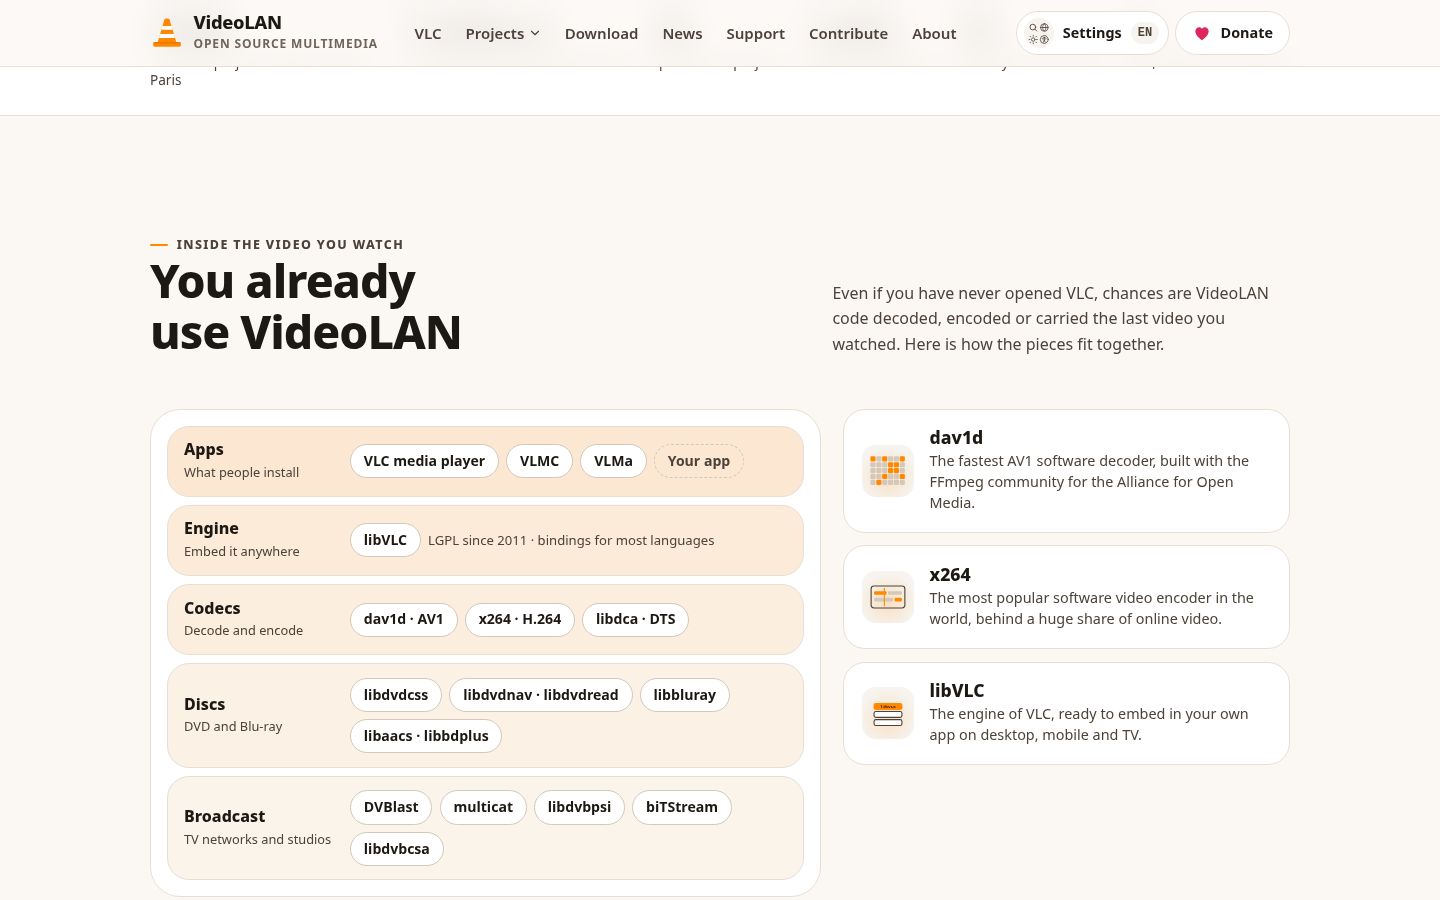 VideoLAN
OPEN SOURCE MULTIMEDIA
VLC
Projects
Download
News
Support
Contribute
About
Settings
EN
Donate
Paris
INSIDE THE VIDEO YOU WATCH
You already
use VideoLAN
Even if you have never opened VLC, chances are VideoLAN
code decoded, encoded or carried the last video you
watched. Here is how the pieces fit together.
Apps
What people install
VLC media player
VLMC
VLMa
Your app
Engine
Embed it anywhere
libVLC
LGPL since 2011 · bindings for most languages
Codecs
Decode and encode
dav1d · AV1
x264 · H.264
libdca · DTS
Discs
DVD and Blu-ray
libdvdcss
libdvdnav · libdvdread
libbluray
libaacs · libbdplus
Broadcast
TV networks and studios
DVBlast
multicat
libdvbpsi
biTStream
libdvbcsa
dav1d
The fastest AV1 software decoder, built with the
FFmpeg community for the Alliance for Open
Media.
x264
The most popular software video encoder in the
world, behind a huge share of online video.
libVLC
The engine of VLC, ready to embed in your own
app on desktop, mobile and TV.